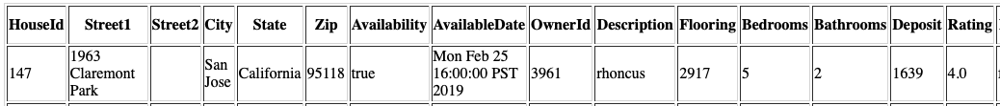 HouseId Street1 Street2 City State Zip Availability AvailableDate OwnerId Description Flooring Bedrooms Bathrooms Deposit Rating
147 1963 Claremont Park San Jose California 95118 true Mon Feb 25 16:00:00 PST 2019 3961 rhoncus 2917 5 2 1639 4.0